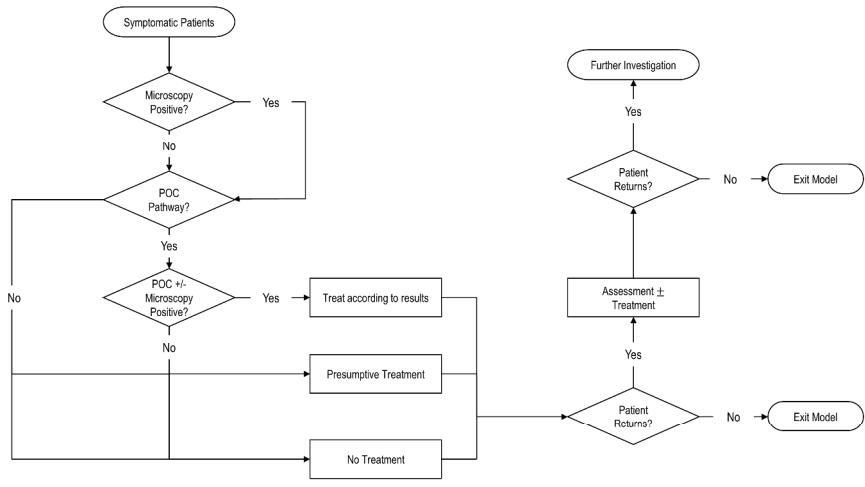 Symptomatic Patients
Microscopy
Positive?
Yes
No
POC
Pathway?
Yes
No
POC +/-
Microscopy
Positive?
Yes
No
Treat according to results
Presumptive Treatment
No Treatment
Further Investigation
Yes
Patient
Returns?
No
Exit Model
Assessment ±
Treatment
Yes
Patient
Returns?
No
Exit Model